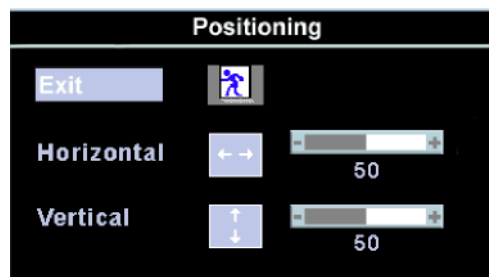 Positioning
Exit
Horizontal
- +
50
Vertical
- +
50